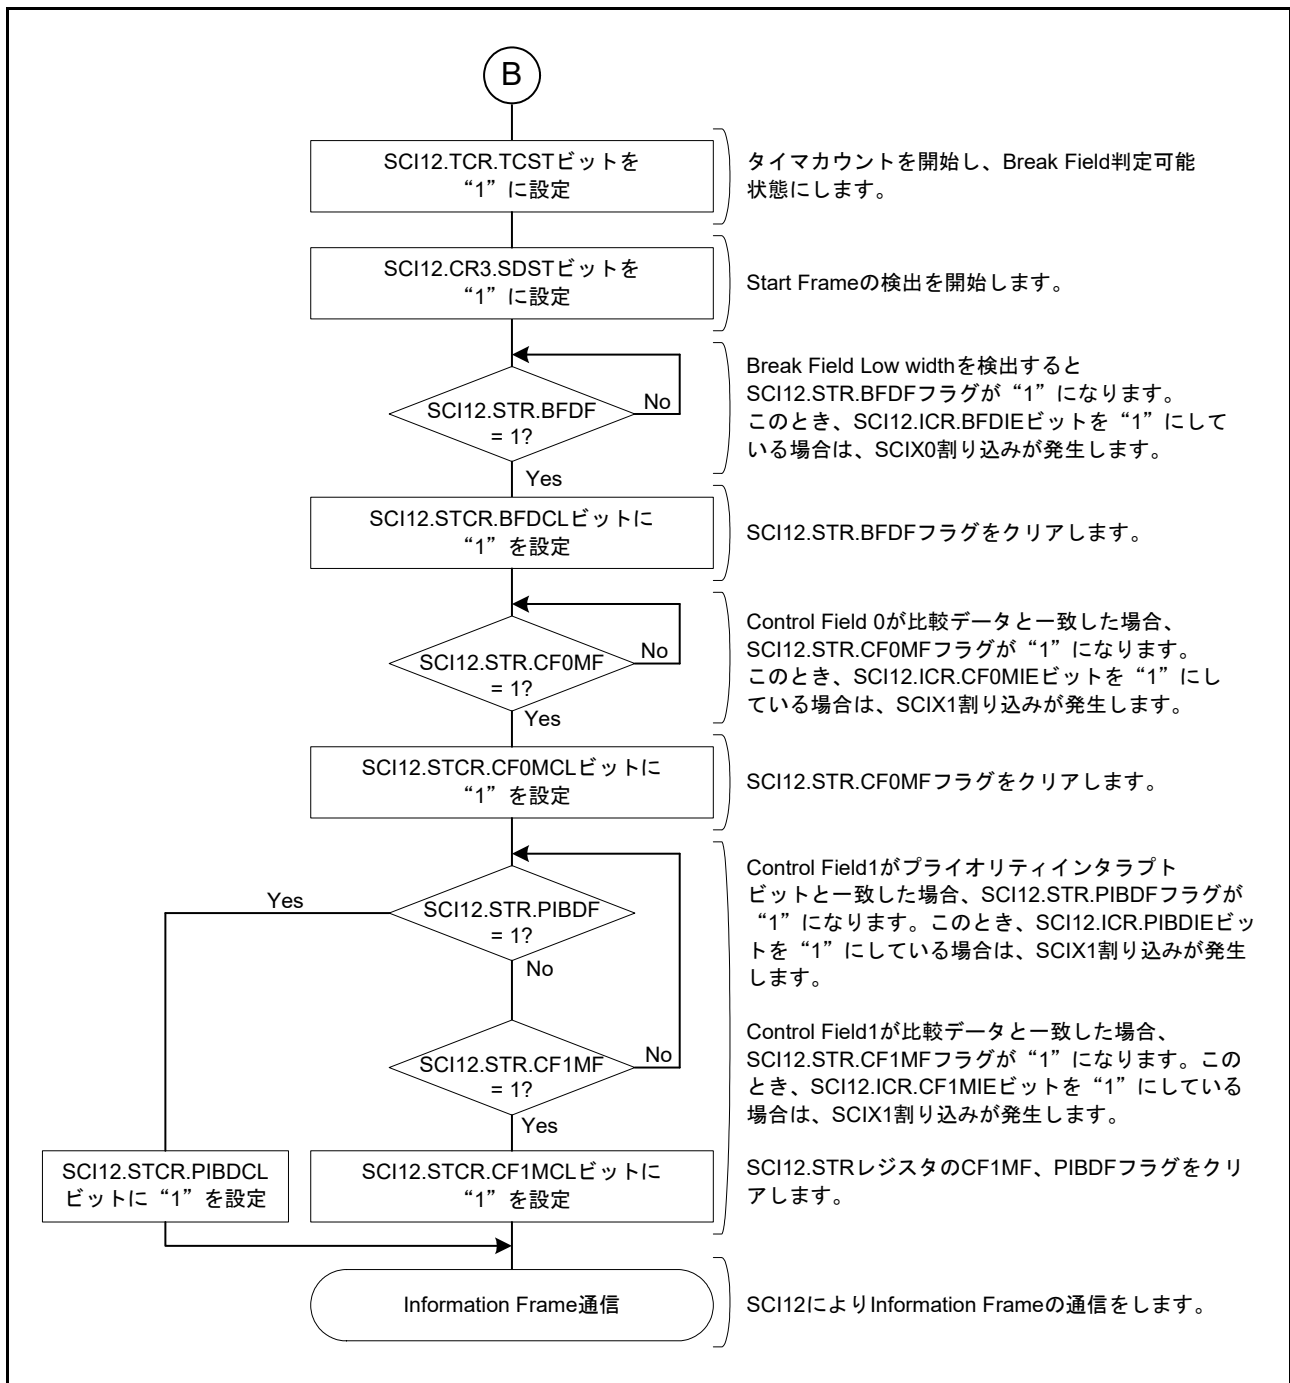 B
SCI12.TCR.TCSTビットを
“1”に設定
タイマカウントを開始し、Break Field判定可能
状態にします。
SCI12.CR3.SDSTビットを
“1”に設定
Start Frameの検出を開始します。
SCI12.STR.BFDF
= 1?
No
Yes
Break Field Low widthを検出すると
SCI12.STR.BFDFフラグが“1”になります。
このとき、SCI12.ICR.BFDIEビットを“1”にして
いる場合は、SCIX0割り込みが発生します。
SCI12.STCR.BFDCLビットに
“1”を設定
SCI12.STR.BFDFフラグをクリアします。
SCI12.STR.CF0MF
= 1?
No
Yes
Control Field 0が比較データと一致した場合、
SCI12.STR.CF0MFフラグが“1”になります。
このとき、SCI12.ICR.CF0MIEビットを“1”にし
ている場合は、SCIX1割り込みが発生します。
SCI12.STCR.CF0MCLビットに
“1”を設定
SCI12.STR.CF0MFフラグをクリアします。
Yes
SCI12.STR.PIBDF
= 1?
No
Control Field1がプライオリティインタラプト
ビットと一致した場合、SCI12.STR.PIBDFフラグが
“1”になります。このとき、SCI12.ICR.PIBDIEビッ
トを“1”にしている場合は、SCIX1割り込みが発生
します。
SCI12.STR.CF1MF
= 1?
No
Yes
Control Field1が比較データと一致した場合、
SCI12.STR.CF1MFフラグが“1”になります。この
とき、SCI12.ICR.CF1MIEビットを“1”にしている
場合は、SCIX1割り込みが発生します。
SCI12.STCR.PIBDCL
ビットに“1”を設定
SCI12.STCR.CF1MCLビットに
“1”を設定
SCI12.STRレジスタのCF1MF、PIBDFフラグをクリ
アします。
Information Frame通信
SCI12によりInformation Frameの通信をします。